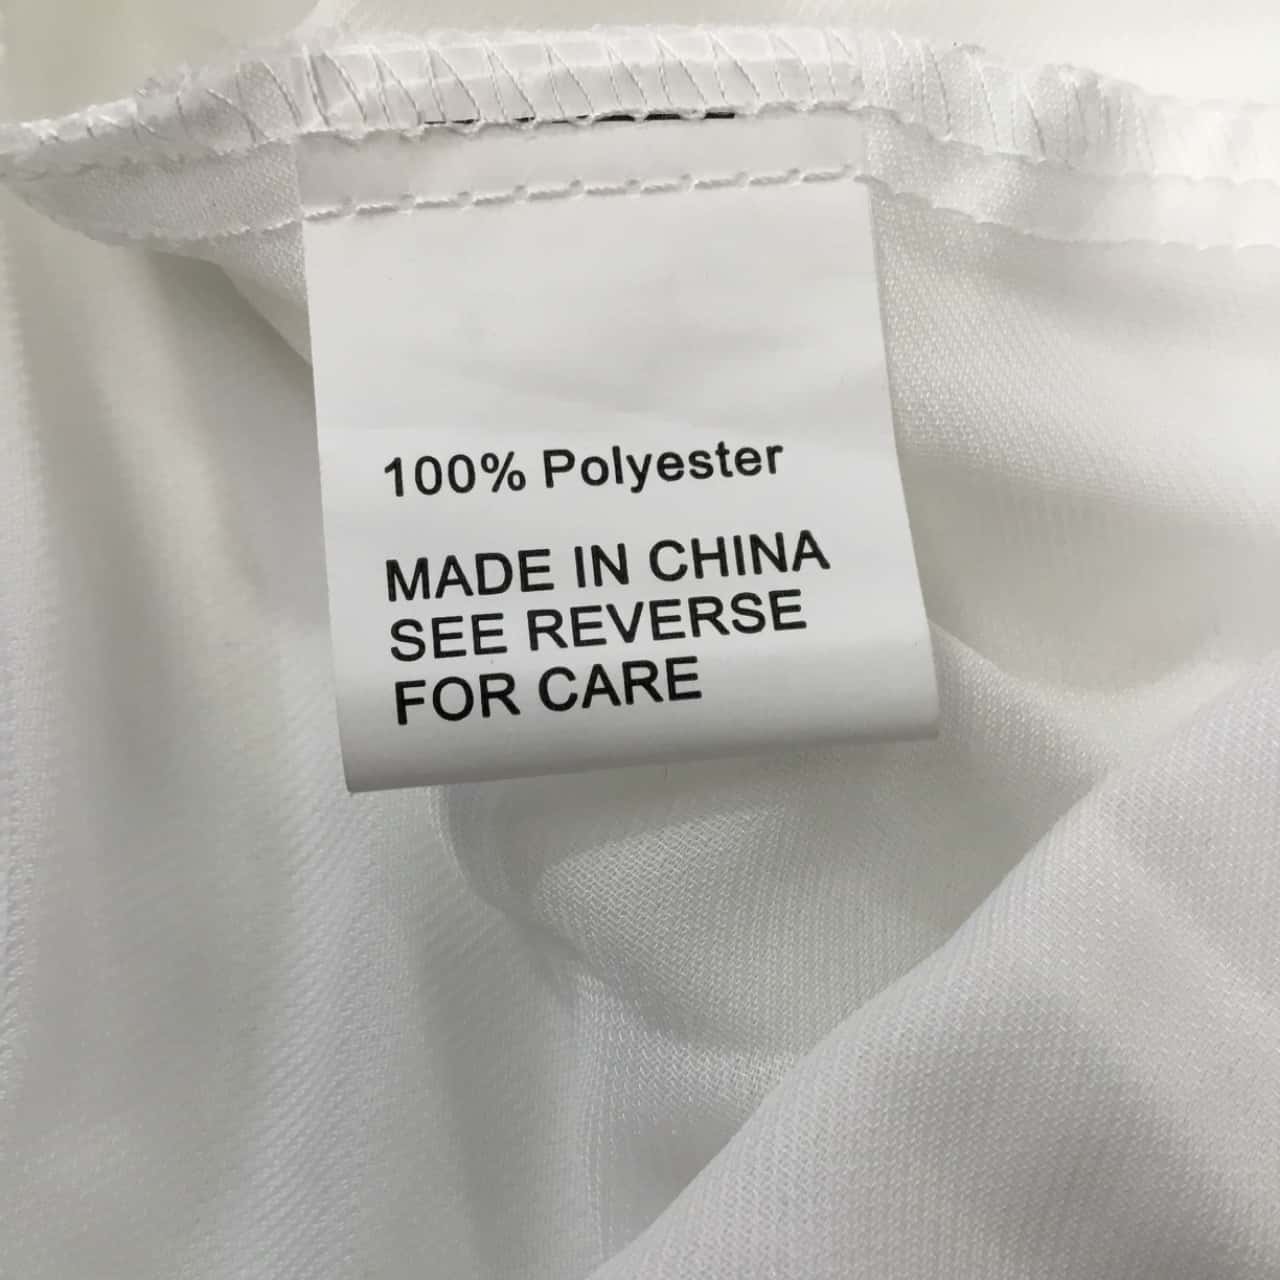 100% Polyester
MADE IN CHINA
SEE REVERSE
FOR CARE